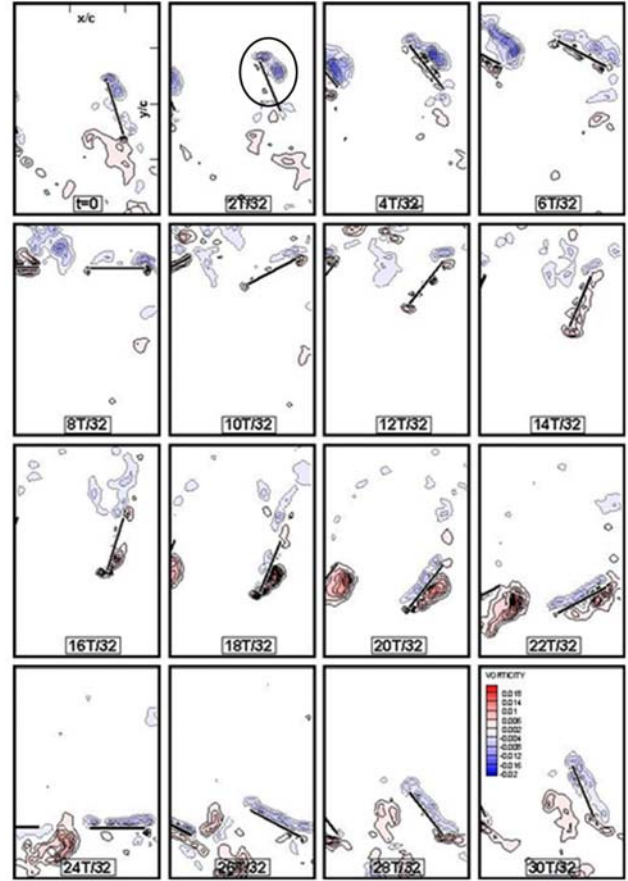 x/c
y/c
t=0
2T/32
4T/32
6T/32
8T/32
10T/32
12T/32
14T/32
16T/32
18T/32
20T/32
22T/32
24T/32
26T/32
28T/32
30T/32
VORTICITY
0.018
0.014
0.01
0.006
0.002
-0.004
-0.008
-0.012
-0.016
-0.02